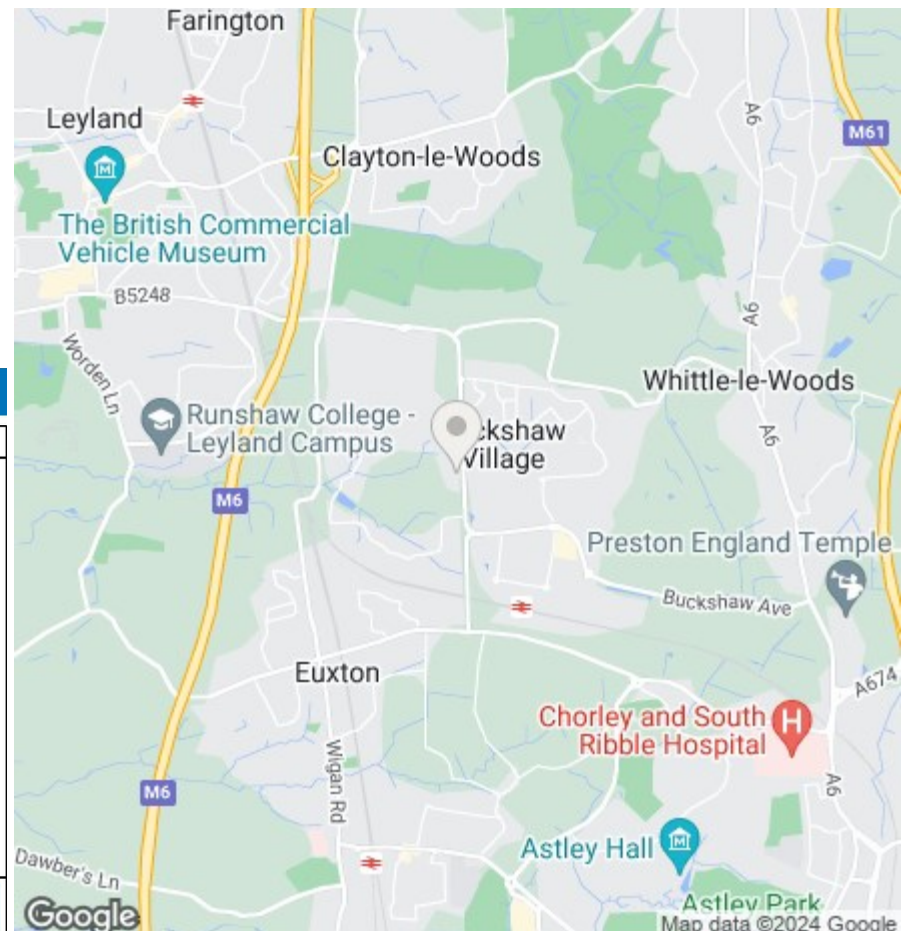 Farington
Leyland
A6
M61
Clayton-le-Woods
The British Commercial
Vehicle Museum
B5248
A6
Worden Ln
Whittle-le-Woods
Runshaw College -
Leyland Campus
ckshaw
Village
A6
M6
Preston England Temple
Buckshaw Ave
Euxton
A674
Chorley and South
Ribble Hospital
H
Wigan Rd
M6
A6
Astley Hall
Dawber's Ln
Astley Park
Google
Map data ©2024 Google